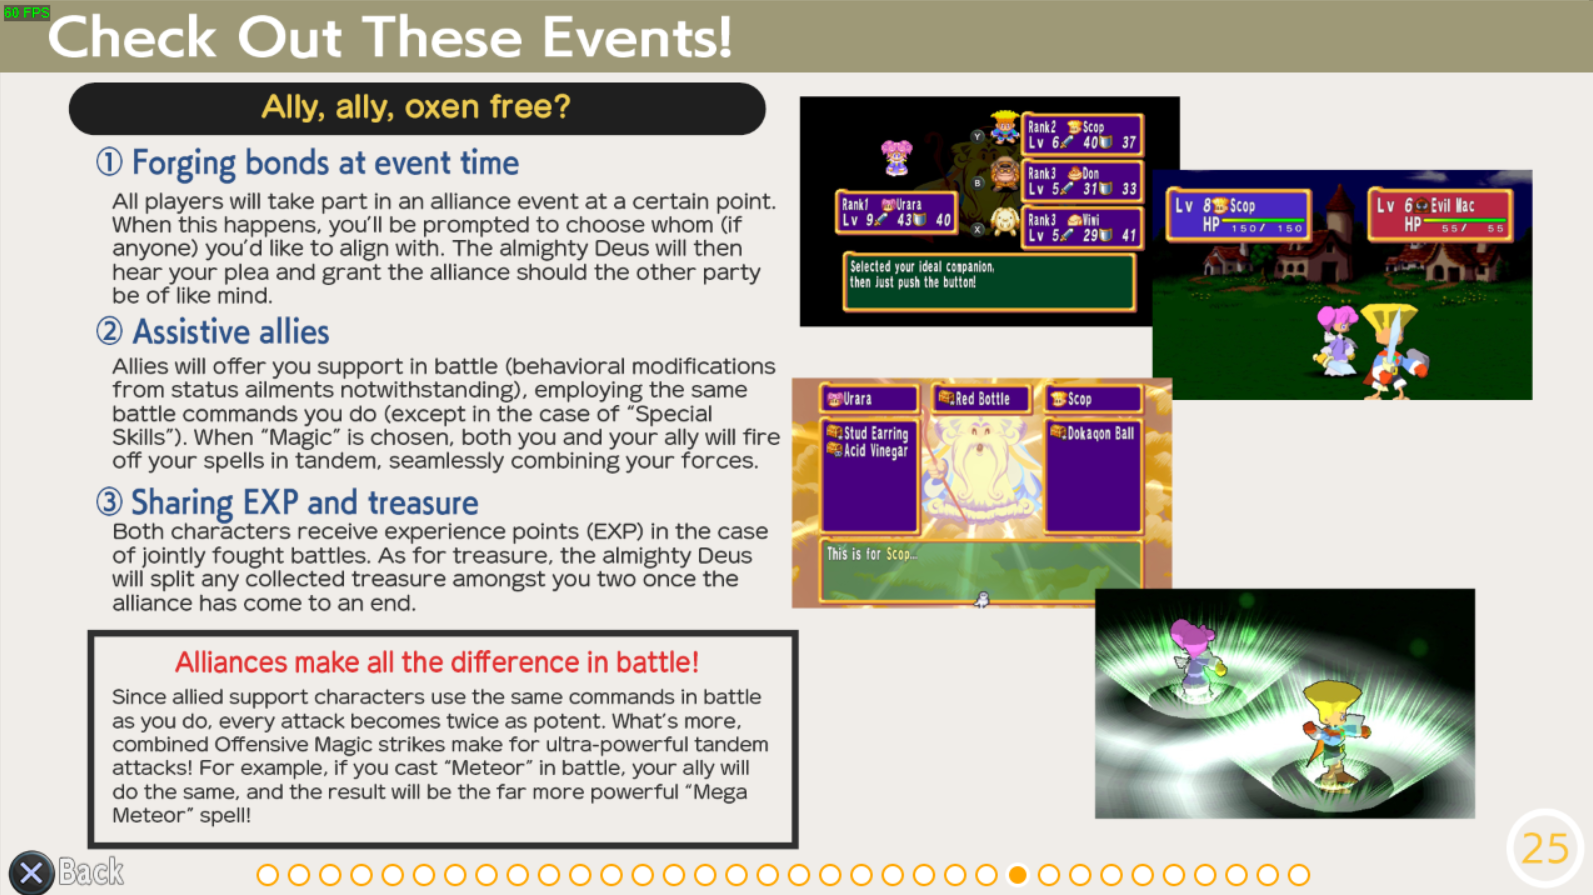 60 FPS
Check Out These Events!
Ally, ally, oxen free?
① Forging bonds at event time
All players will take part in an alliance event at a certain point.
When this happens, you'll be prompted to choose whom (if
anyone) you'd like to align with. The almighty Deus will then
hear your plea and grant the alliance should the other party
be of like mind.
② Assistive allies
Allies will offer you support in battle (behavioral modifications
from status ailments notwithstanding), employing the same
battle commands you do (except in the case of "Special
Skills"). When "Magic" is chosen, both you and your ally will fire
off your spells in tandem, seamlessly combining your forces.
③ Sharing EXP and treasure
Both characters receive experience points (EXP) in the case
of jointly fought battles. As for treasure, the almighty Deus
will split any collected treasure amongst you two once the
alliance has come to an end.
Alliances make all the difference in battle!
Since allied support characters use the same commands in battle
as you do, every attack becomes twice as potent. What's more,
combined Offensive Magic strikes make for ultra-powerful tandem
attacks! For example, if you cast "Meteor" in battle, your ally will
do the same, and the result will be the far more powerful "Mega
Meteor" spell!
Y
Rank2 Scop
Lv 6 40 37
B
Rank3 Don
Lv 5 31 33
Rank1 Urara
Lv 9 43 40
X
Rank3 Viwi
Lv 5 29 41
Selected your ideal companion,
then Just push the button!
Lv 8 Scop
HP 150/ 150
Lv 6 Evil Mac
HP 55/ 55
Urara
Red Bottle
Scop
Stud Earring
Acid Vinegar
Dokaqon Ball
This is for Scop...
25
Back